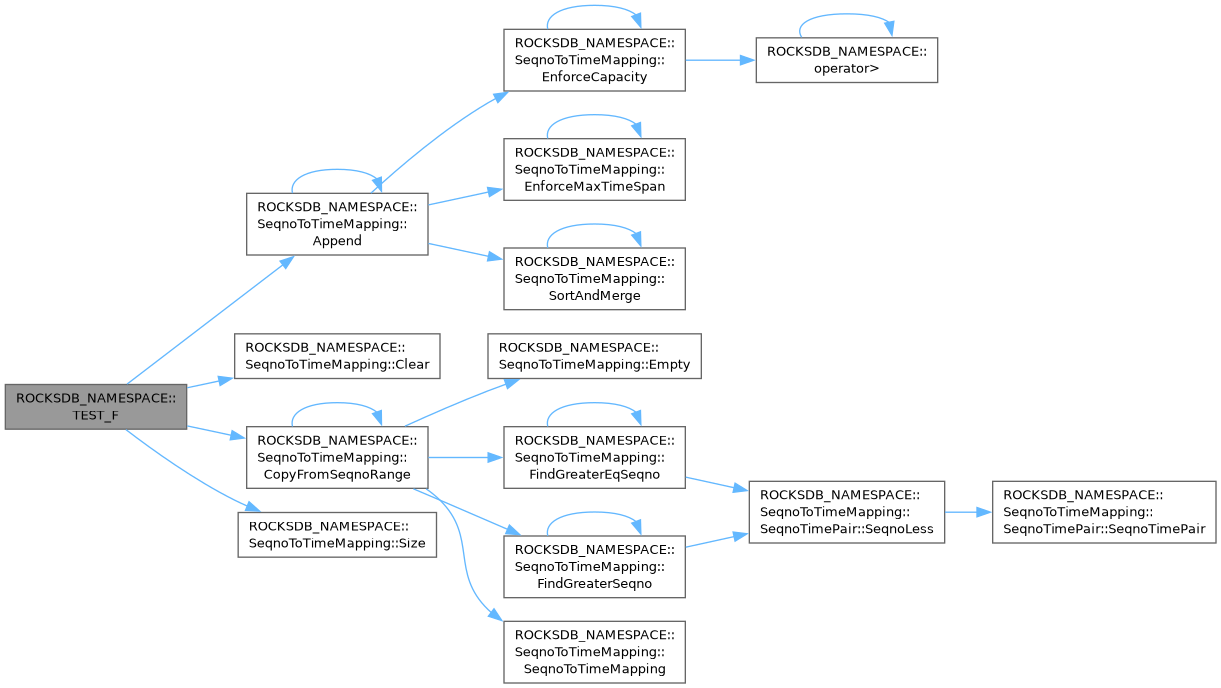 ROCKSDB_NAMESPACE::
TEST_F
ROCKSDB_NAMESPACE::
SeqnoToTimeMapping::
Append
ROCKSDB_NAMESPACE::
SeqnoToTimeMapping::
EnforceCapacity
ROCKSDB_NAMESPACE::
operator>
ROCKSDB_NAMESPACE::
SeqnoToTimeMapping::
EnforceMaxTimeSpan
ROCKSDB_NAMESPACE::
SeqnoToTimeMapping::
SortAndMerge
ROCKSDB_NAMESPACE::
SeqnoToTimeMapping::Clear
ROCKSDB_NAMESPACE::
SeqnoToTimeMapping::
CopyFromSeqnoRange
ROCKSDB_NAMESPACE::
SeqnoToTimeMapping::Empty
ROCKSDB_NAMESPACE::
SeqnoToTimeMapping::
FindGreaterEqSeqno
ROCKSDB_NAMESPACE::
SeqnoToTimeMapping::
SeqnoTimePair::SeqnoLess
ROCKSDB_NAMESPACE::
SeqnoToTimeMapping::
SeqnoTimePair::SeqnoTimePair
ROCKSDB_NAMESPACE::
SeqnoToTimeMapping::
FindGreaterSeqno
ROCKSDB_NAMESPACE::
SeqnoToTimeMapping::
SeqnoToTimeMapping
ROCKSDB_NAMESPACE::
SeqnoToTimeMapping::Size